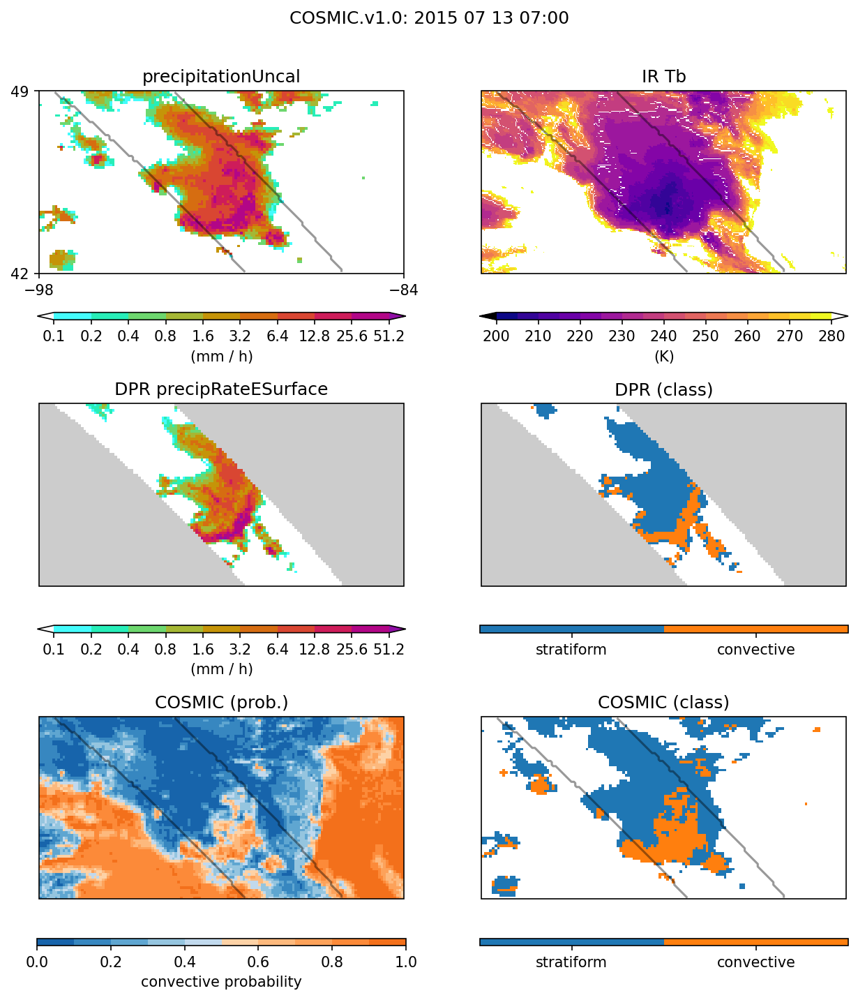 COSMIC.v1.0: 2015 07 13 07:00
precipitationUncal
IR Tb
49
42
−98
−84
0.1 0.2 0.4 0.8 1.6 3.2 6.4 12.8 25.6 51.2
(mm / h)
200 210 220 230 240 250 260 270 280
(K)
DPR precipRateESurface
DPR (class)
0.1 0.2 0.4 0.8 1.6 3.2 6.4 12.8 25.6 51.2
(mm / h)
stratiform convective
COSMIC (prob.)
COSMIC (class)
0.0 0.2 0.4 0.6 0.8 1.0
convective probability
stratiform convective